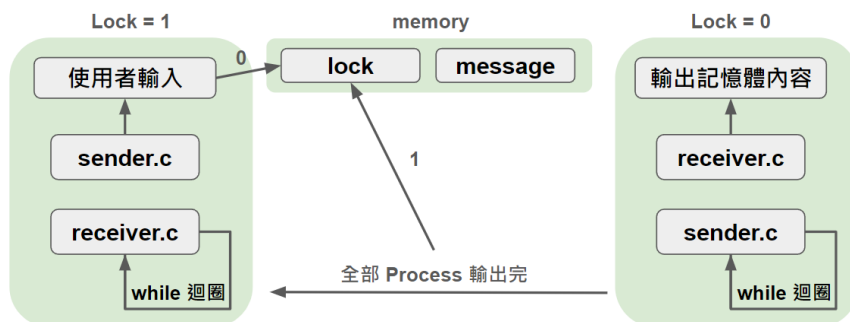 Lock = 1
memory
Lock = 0
使用者輸入
0
lock
message
輸出記憶體內容
sender.c
1
receiver.c
receiver.c
sender.c
全部 Process 輸出完
while 迴圈
while 迴圈